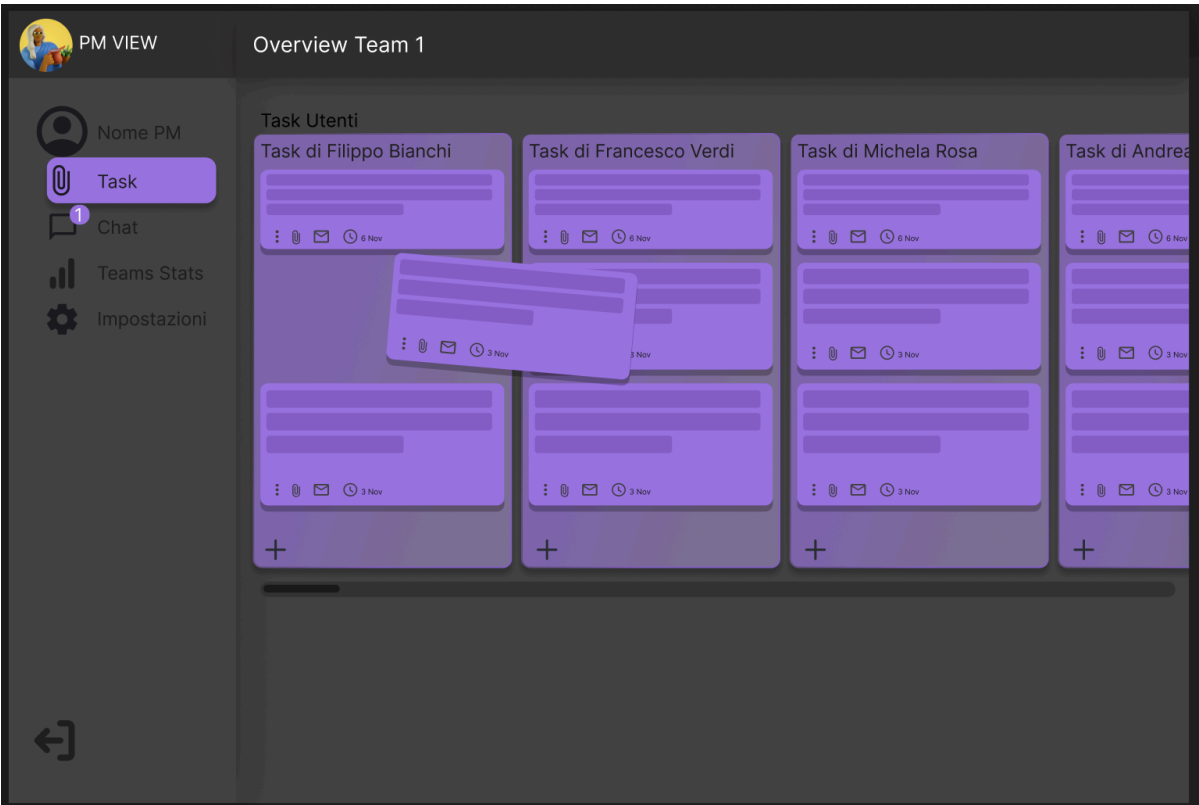 PM VIEW
Overview Team 1
Nome PM
Task
1
Chat
Teams Stats
Impostazioni
Task Utenti
Task di Filippo Bianchi
6 Nov
3 Nov
3 Nov
Task di Francesco Verdi
6 Nov
3 Nov
3 Nov
Task di Michela Rosa
6 Nov
3 Nov
3 Nov
Task di Andrea
6 Nov
3 Nov
3 Nov